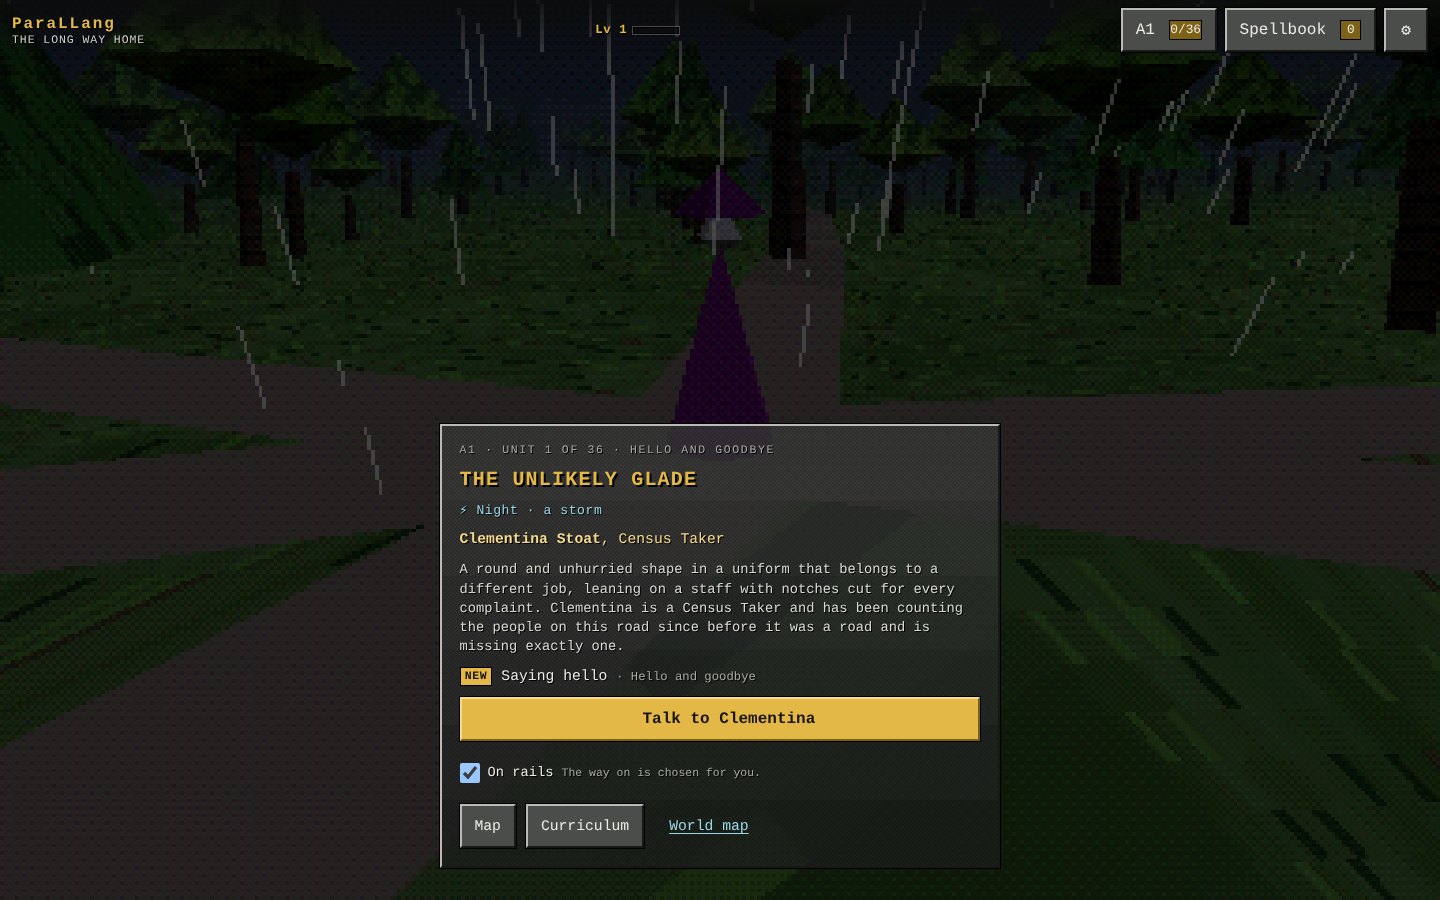 ParaLLang
THE LONG WAY HOME
Lv 1
A1 0/36
Spellbook 0
⚙
A1 · UNIT 1 OF 36 · HELLO AND GOODBYE
THE UNLIKELY GLADE
⚡ Night · a storm
Clementina Stoat, Census Taker
A round and unhurried shape in a uniform that belongs to a
different job, leaning on a staff with notches cut for every
complaint. Clementina is a Census Taker and has been counting
the people on this road since before it was a road and is
missing exactly one.
NEW Saying hello · Hello and goodbye
Talk to Clementina
On rails The way on is chosen for you.
Map
Curriculum
World map